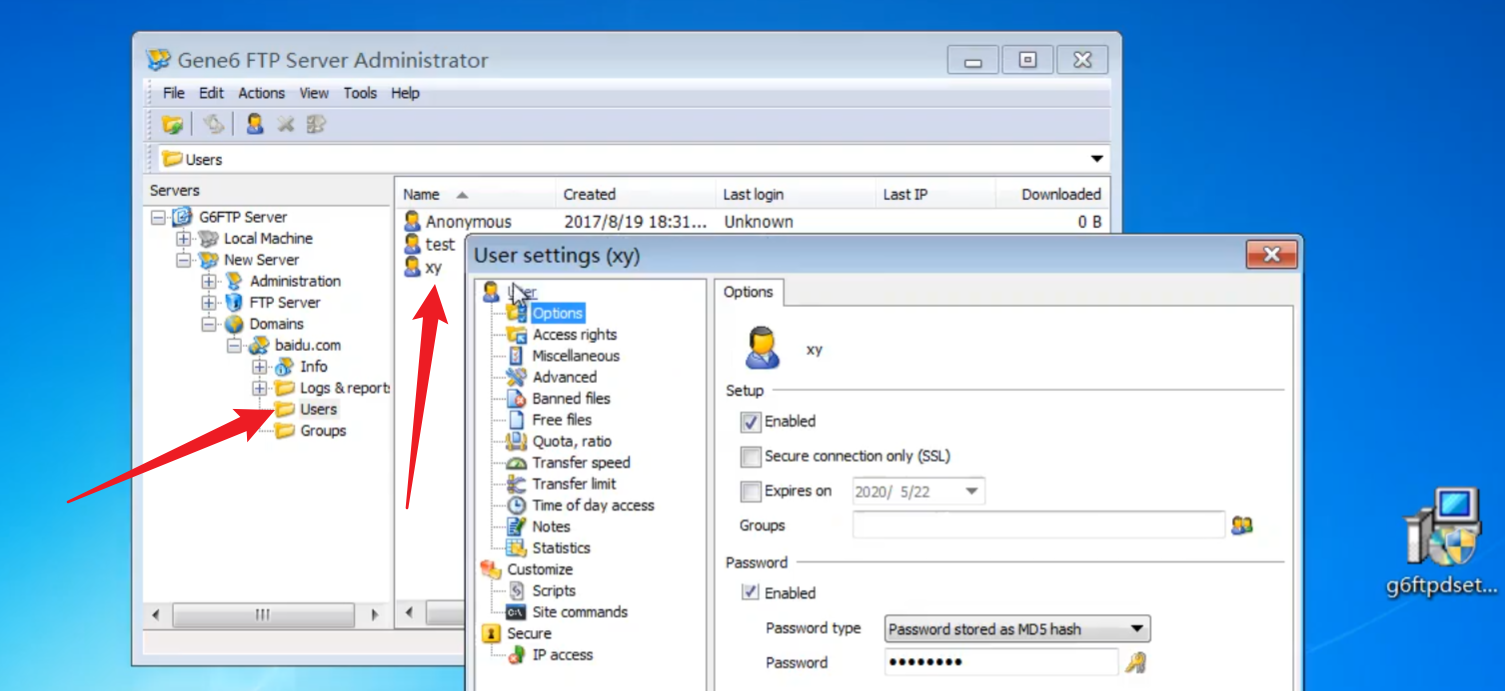 Gene6 FTP Server Administrator
File Edit Actions View Tools Help
Users
Servers
Name Created Last login Last IP Downloaded
G6FTP Server
Local Machine
New Server
Administration
FTP Server
Domains
baidu.com
Info
Logs & report
Users
Groups
Anonymous 2017/8/19 18:31... Unknown 0 B
test
xy
User settings (xy)
User
Options
Access rights
Miscellaneous
Advanced
Banned files
Free files
Quota, ratio
Transfer speed
Transfer limit
Time of day access
Notes
Statistics
Customize
Scripts
Site commands
Secure
IP access
Options
xy
Setup
Enabled
Secure connection only (SSL)
Expires on 2020/ 5/22
Groups
Password
Enabled
Password type Password stored as MD5 hash
Password ••••••••
g6ftpdset...